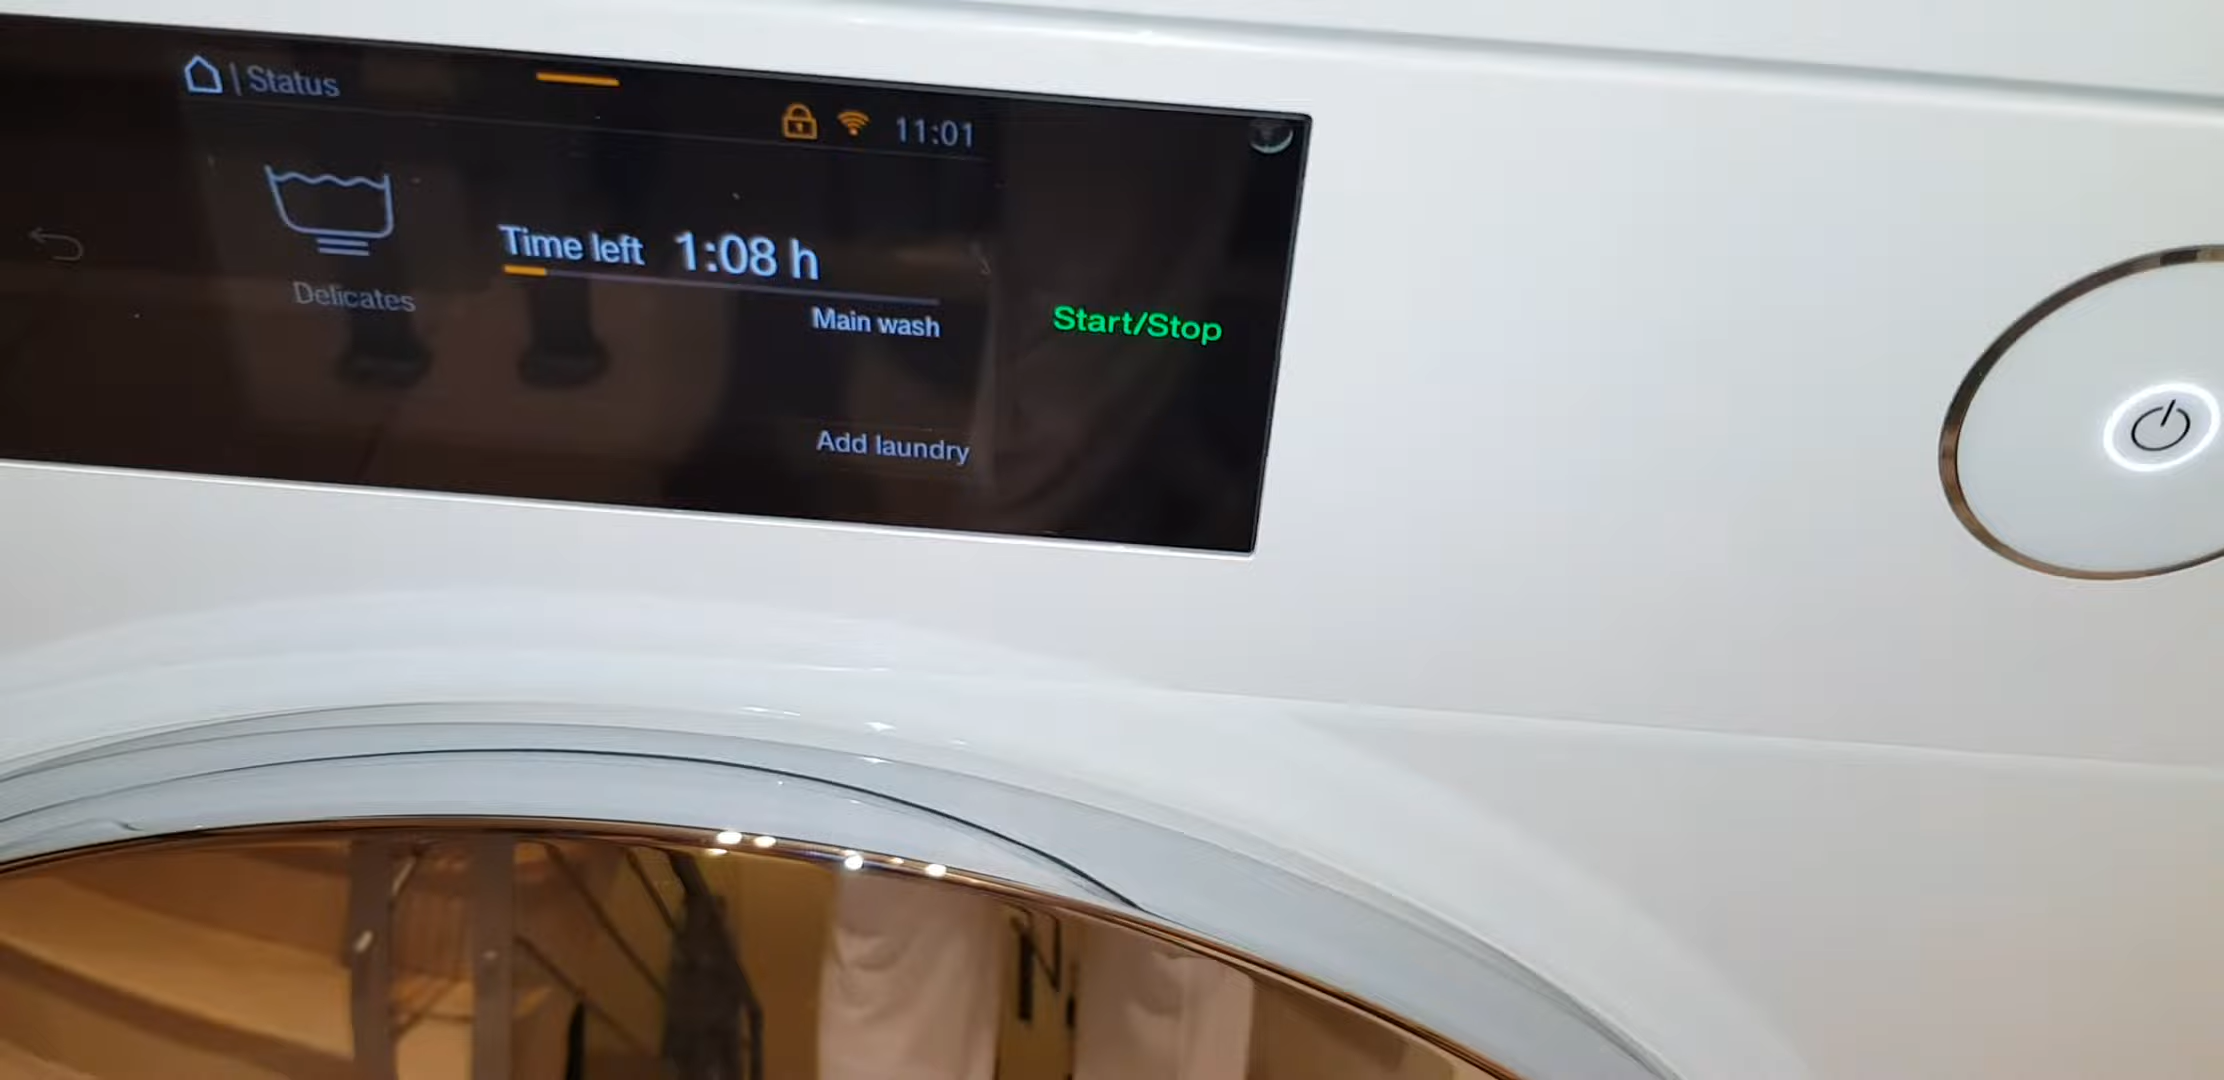 | Status
11:01
Time left 1:08 h
Delicates
Main wash
Start/Stop
Add laundry